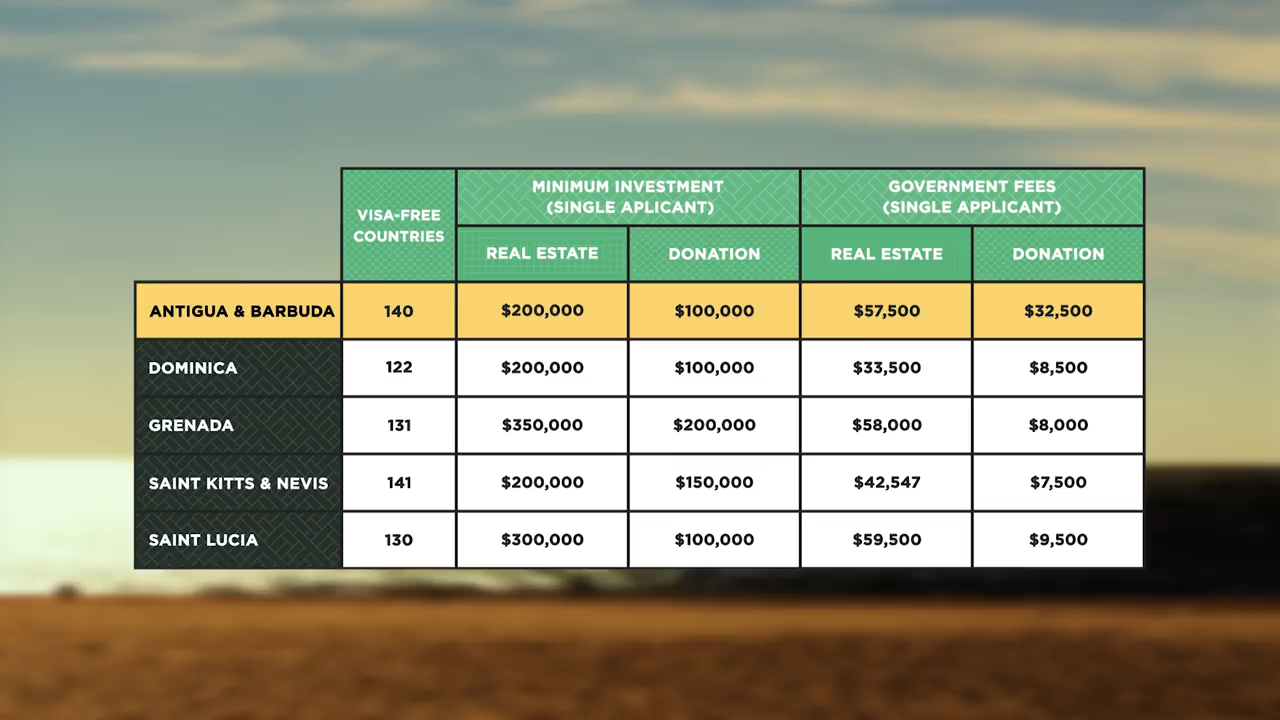 VISA-FREE
COUNTRIES
MINIMUM INVESTMENT
(SINGLE APLICANT)
GOVERNMENT FEES
(SINGLE APPLICANT)
REAL ESTATE DONATION REAL ESTATE DONATION
ANTIGUA & BARBUDA 140 $200,000 $100,000 $57,500 $32,500
DOMINICA 122 $200,000 $100,000 $33,500 $8,500
GRENADA 131 $350,000 $200,000 $58,000 $8,000
SAINT KITTS & NEVIS 141 $200,000 $150,000 $42,547 $7,500
SAINT LUCIA 130 $300,000 $100,000 $59,500 $9,500